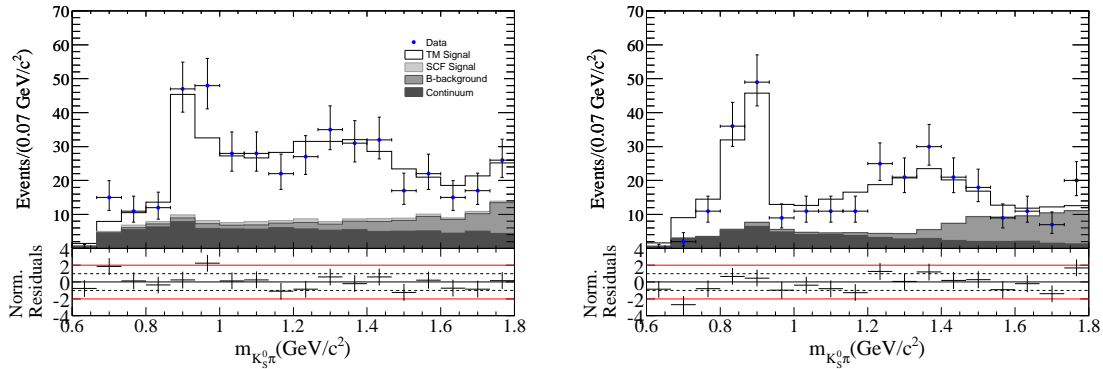 Events/(0.07 GeV/c²)
70
60
50
40
30
20
10
Data
TM Signal
SCF Signal
B-background
Continuum
Norm.
Residuals
4
2
0
-2
-4
0.6 0.8 1 1.2 1.4 1.6 1.8
m_{K_S^0π}(GeV/c²)
Events/(0.07 GeV/c²)
70
60
50
40
30
20
10
Norm.
Residuals
4
2
0
-2
-4
0.6 0.8 1 1.2 1.4 1.6 1.8
m_{K_S^0π}(GeV/c²)